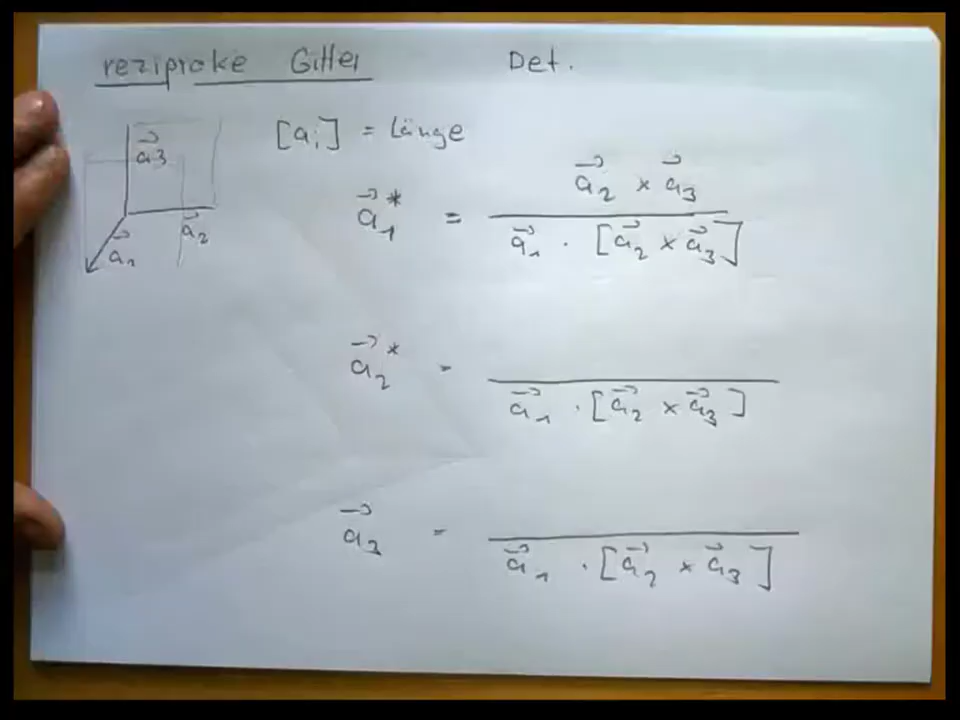 reziproke Gitter Det.
[aᵢ] = Länge
a⃗3
a⃗₂
a⃗₁
a⃗₁* = a⃗₂ × a⃗₃ / a⃗₁ · [a⃗₂ × a⃗₃]
a⃗₂* = / a⃗₁ · [a⃗₂ × a⃗₃]
a⃗₃ = / a⃗₁ · [a⃗₂ × a⃗₃]